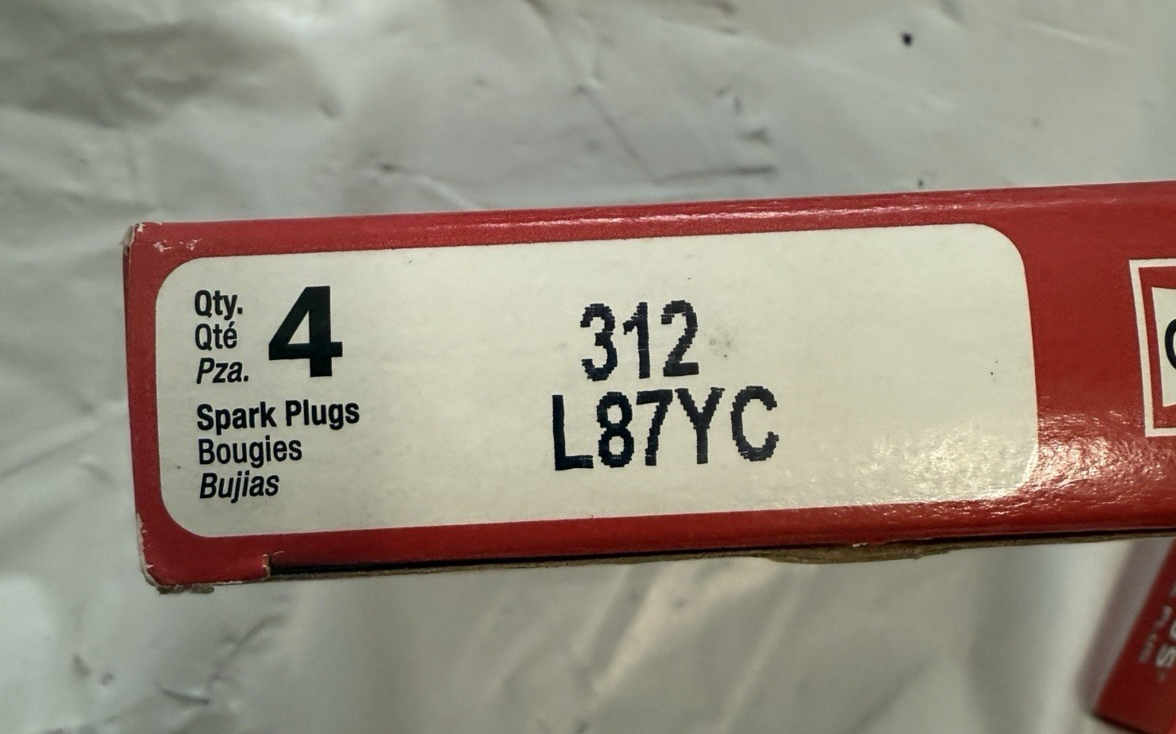 Qty.
Qté
Pza.
4
Spark Plugs
Bougies
Bujias
312
L87YC